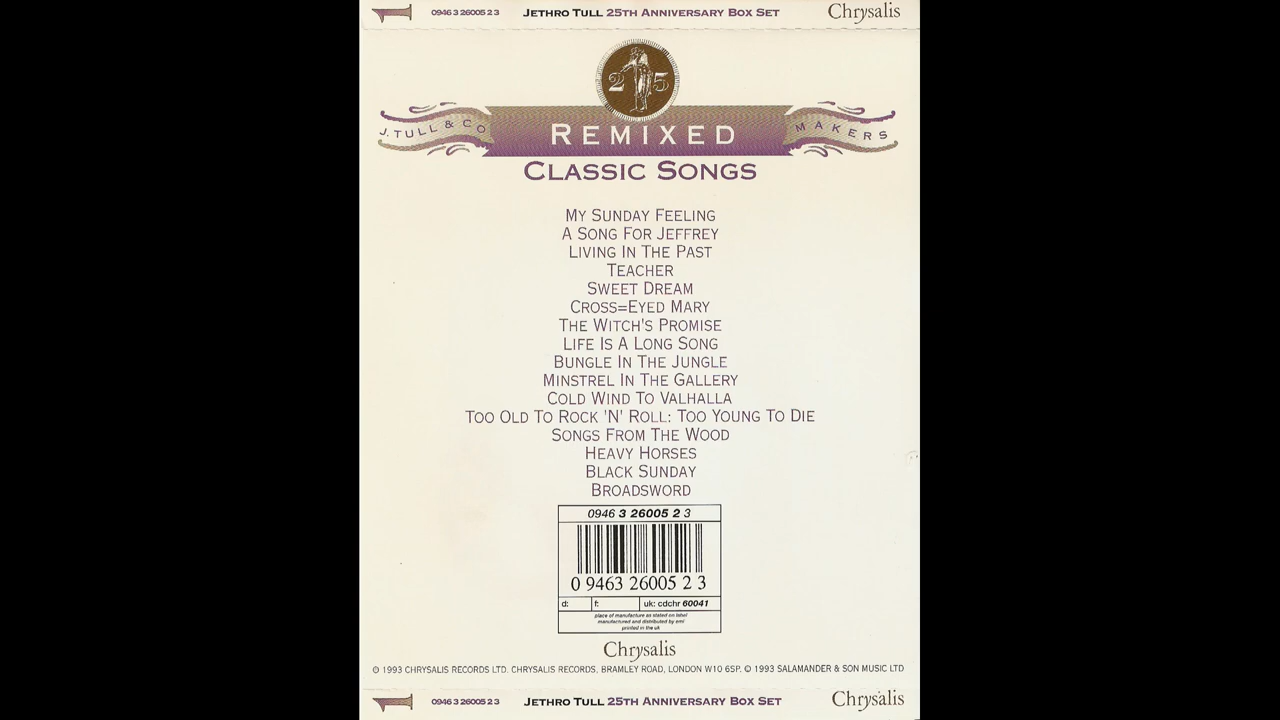 0946 3 26005 2 3 JETHRO TULL 25TH ANNIVERSARY BOX SET Chrysalis
25
J. TULL & CO REMIXED MAKERS
CLASSIC SONGS
MY SUNDAY FEELING
A SONG FOR JEFFREY
LIVING IN THE PAST
TEACHER
SWEET DREAM
CROSS=EYED MARY
THE WITCH'S PROMISE
LIFE IS A LONG SONG
BUNGLE IN THE JUNGLE
MINSTREL IN THE GALLERY
COLD WIND TO VALHALLA
TOO OLD TO ROCK 'N' ROLL: TOO YOUNG TO DIE
SONGS FROM THE WOOD
HEAVY HORSES
BLACK SUNDAY
BROADSWORD
0946 3 26005 2 3
0 9463 26005 2 3
d: f: uk: cdchr 60041
place of manufacture as stated on label
manufactured and distributed by emi
printed in the uk
Chrysalis
© 1993 CHRYSALIS RECORDS LTD. CHRYSALIS RECORDS, BRAMLEY ROAD, LONDON W10 6SP. © 1993 SALAMANDER & SON MUSIC LTD
0946 3 26005 2 3 JETHRO TULL 25TH ANNIVERSARY BOX SET Chrysalis